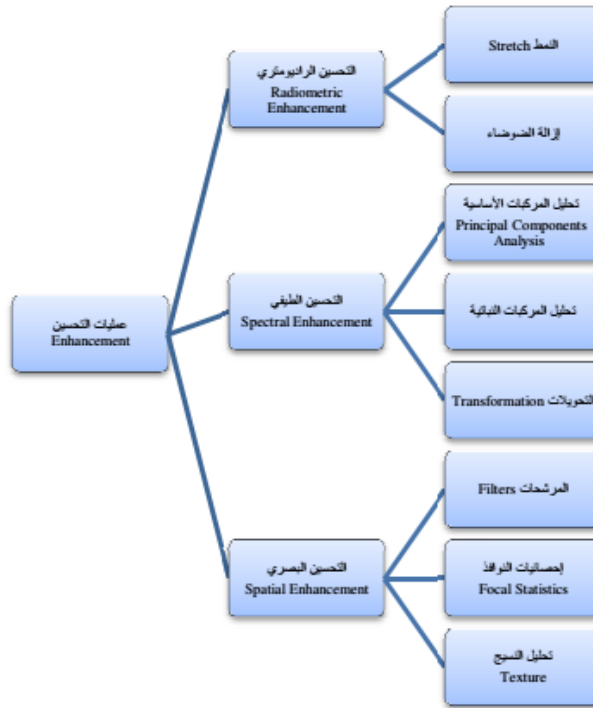 عمليات التحسين
Enhancement
التحسين الراديومتري
Radiometric
Enhancement
المط Stretch
إزالة الضوضاء
التحسين الطيفي
Spectral Enhancement
تحليل المركبات الأساسية
Principal Components
Analysis
تحليل المركبات النباتية
التحويلات Transformation
التحسين البصري
Spatial Enhancement
المرشحات Filters
إحصائيات النوافذ
Focal Statistics
تحليل النسيج
Texture